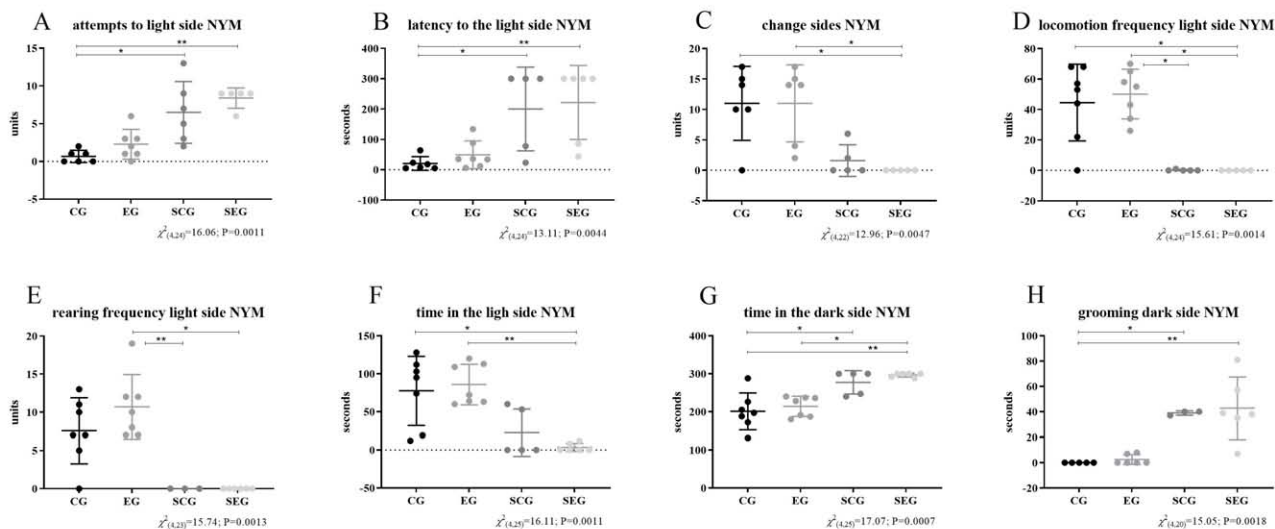 A
attempts to light side NYM
**
*
15
10
5
0
-5
units
CG EG SCG SEG
χ²(4,24)=16.06; P=0.0011
B
latency to the light side NYM
**
*
400
300
200
100
0
-100
seconds
CG EG SCG SEG
χ²(4,24)=13.11; P=0.0044
C
change sides NYM
*
*
20
15
10
5
0
-5
units
CG EG SCG SEG
χ²(4,22)=12.96; P=0.0047
D
locomotion frequency light side NYM
*
*
*
80
60
40
20
0
-20
units
CG EG SCG SEG
χ²(4,24)=15.61; P=0.0014
E
rearing frequency light side NYM
*
**
20
15
10
5
0
units
CG EG SCG SEG
χ²(4,23)=15.74; P=0.0013
F
time in the ligh side NYM
*
**
150
100
50
0
-50
seconds
CG EG SCG SEG
χ²(4,25)=16.11; P=0.0011
G
time in the dark side NYM
*
*
**
400
300
200
100
0
seconds
CG EG SCG SEG
χ²(4,25)=17.07; P=0.0007
H
grooming dark side NYM
*
**
100
80
60
40
20
0
-20
seconds
CG EG SCG SEG
χ²(4,20)=15.05; P=0.0018